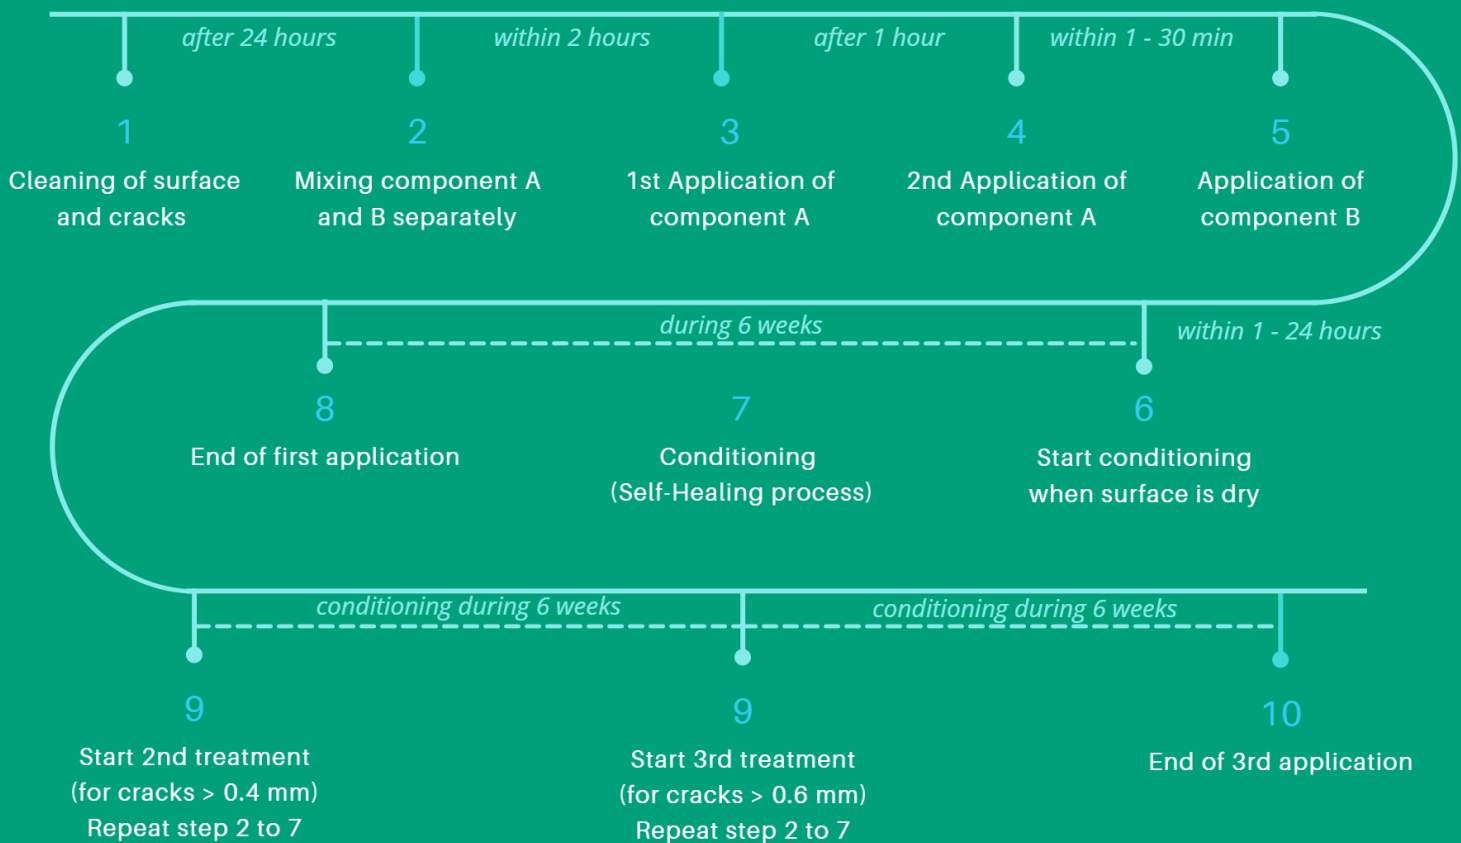 after 24 hours
within 2 hours
after 1 hour
within 1 - 30 min
1
Cleaning of surface
and cracks
2
Mixing component A
and B separately
3
1st Application of
component A
4
2nd Application of
component A
5
Application of
component B
within 1 - 24 hours
6
Start conditioning
when surface is dry
during 6 weeks
7
Conditioning
(Self-Healing process)
8
End of first application
9
Start 2nd treatment
(for cracks > 0.4 mm)
Repeat step 2 to 7
conditioning during 6 weeks
9
Start 3rd treatment
(for cracks > 0.6 mm)
Repeat step 2 to 7
conditioning during 6 weeks
10
End of 3rd application